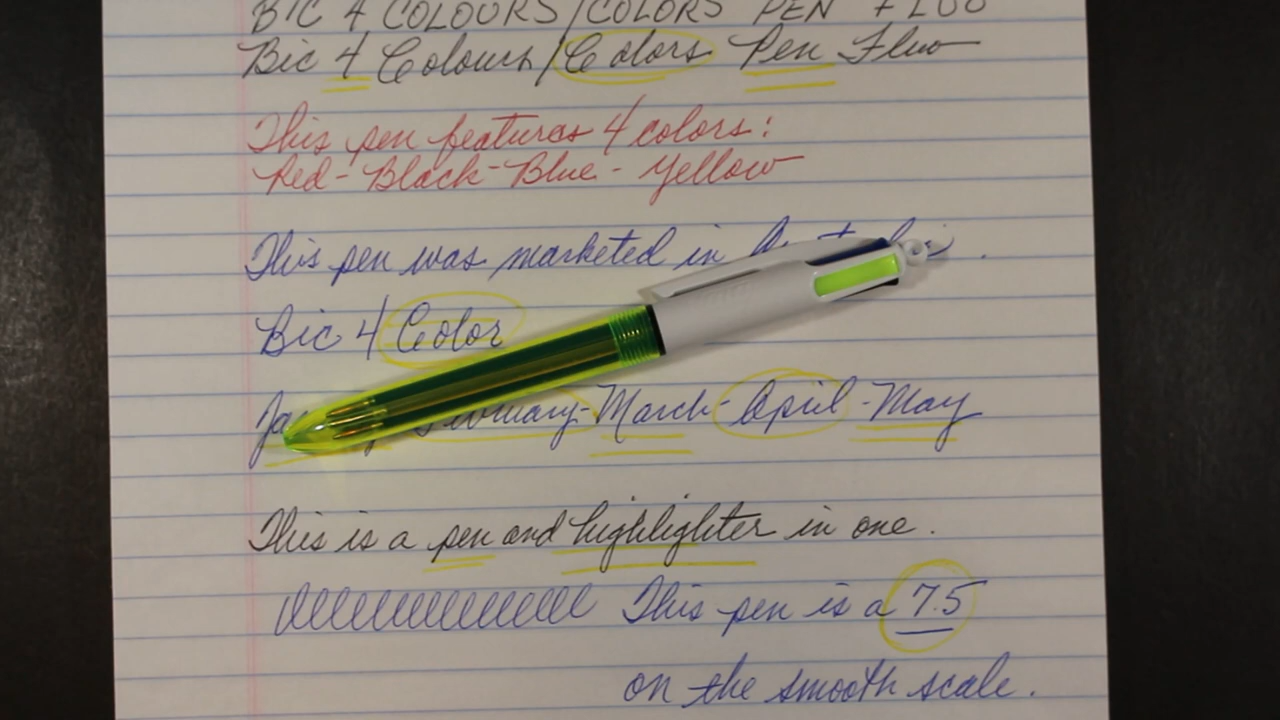 BIC 4 COLOURS/COLORS PEN FLUO
Bic 4 Colours/Colors Pen Fluo
This pen features 4 colors:
Red-Black-Blue-Yellow
This pen was marketed in
Bic 4 Color
February-March-April-May
This is a pen and highlighter in one.
This pen is a 7.5
on the smooth scale.